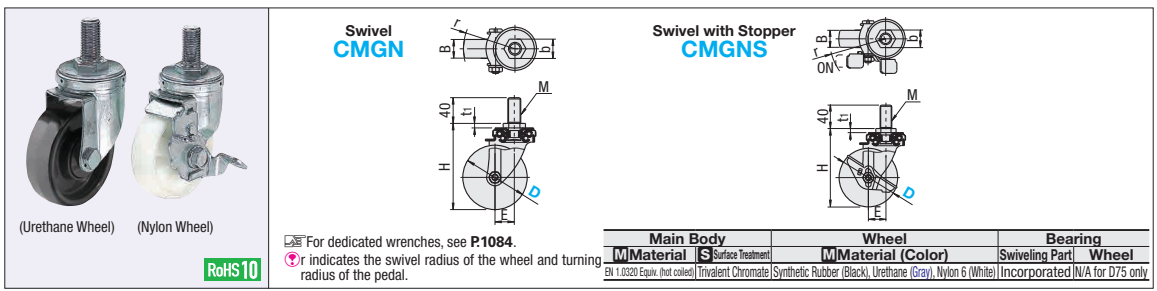 (Urethane Wheel)
(Nylon Wheel)
RoHS10
Swivel
CMGN
r
B
b
M
40
t1
H
D
E
Swivel with Stopper
CMGNS
B
b
r
ON
M
40
t1
H
D
E
For dedicated wrenches, see P.1084.
r indicates the swivel radius of the wheel and turning
radius of the pedal.
Main Body Wheel Bearing
M Material S Surface Treatment M Material (Color) Swiveling Part Wheel
EN 1.0320 Equiv. (hot coiled) Trivalent Chromate Synthetic Rubber (Black), Urethane (Gray), Nylon 6 (White) Incorporated N/A for D75 only